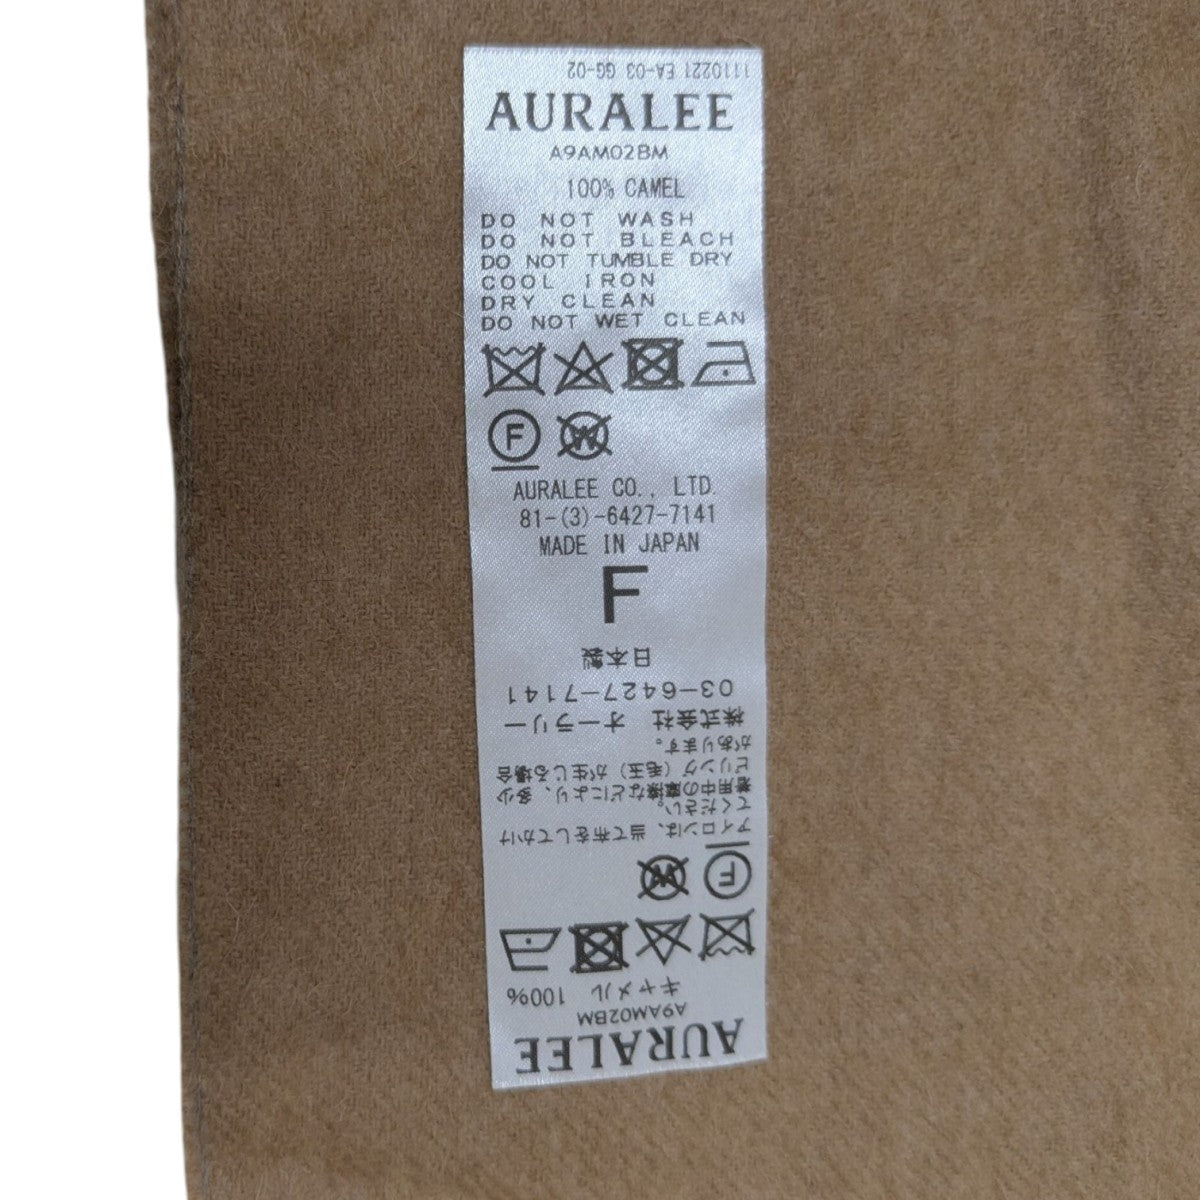 1110221 EA-03 GG-02
AURALEE
A9AM02BM
100% CAMEL
DO NOT WASH
DO NOT BLEACH
DO NOT TUMBLE DRY
COOL IRON
DRY CLEAN
DO NOT WET CLEAN
F W
AURALEE CO., LTD.
81-(3)-6427-7141
MADE IN JAPAN
F
AURALEE
A9AM02BM
キャメル 100%
F W
アイロンは、当て布をしてかけ
てください。
着用中の摩擦などにより、多少
ピリング(毛玉)が生じる場合
があります。
株式会社 オーラリー
03-6427-7141
日本製